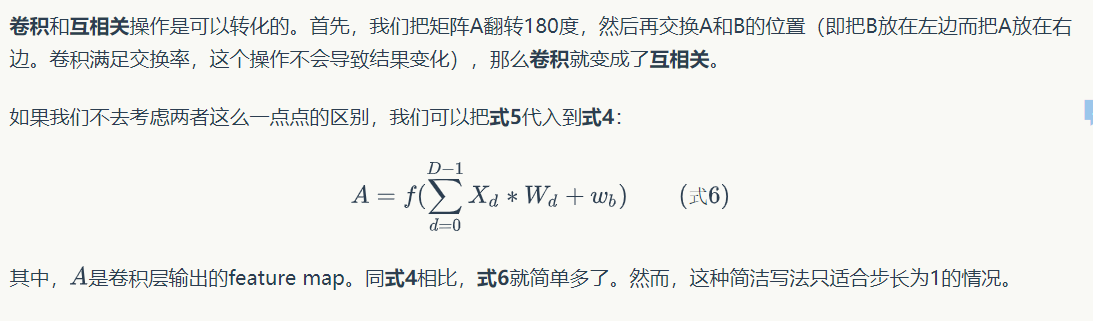 卷积和互相关操作是可以转化的。首先，我们把矩阵A翻转180度，然后再交换A和B的位置（即把B放在左边而把A放在右
边。卷积满足交换率，这个操作不会导致结果变化），那么卷积就变成了互相关。
如果我们不去考虑两者这么一点点的区别，我们可以把式5代入到式4：
A = f(∑_{d=0}^{D−1} X_d * W_d + w_b) (式6)
其中，A是卷积层输出的feature map。同式4相比，式6就简单多了。然而，这种简洁写法只适合步长为1的情况。